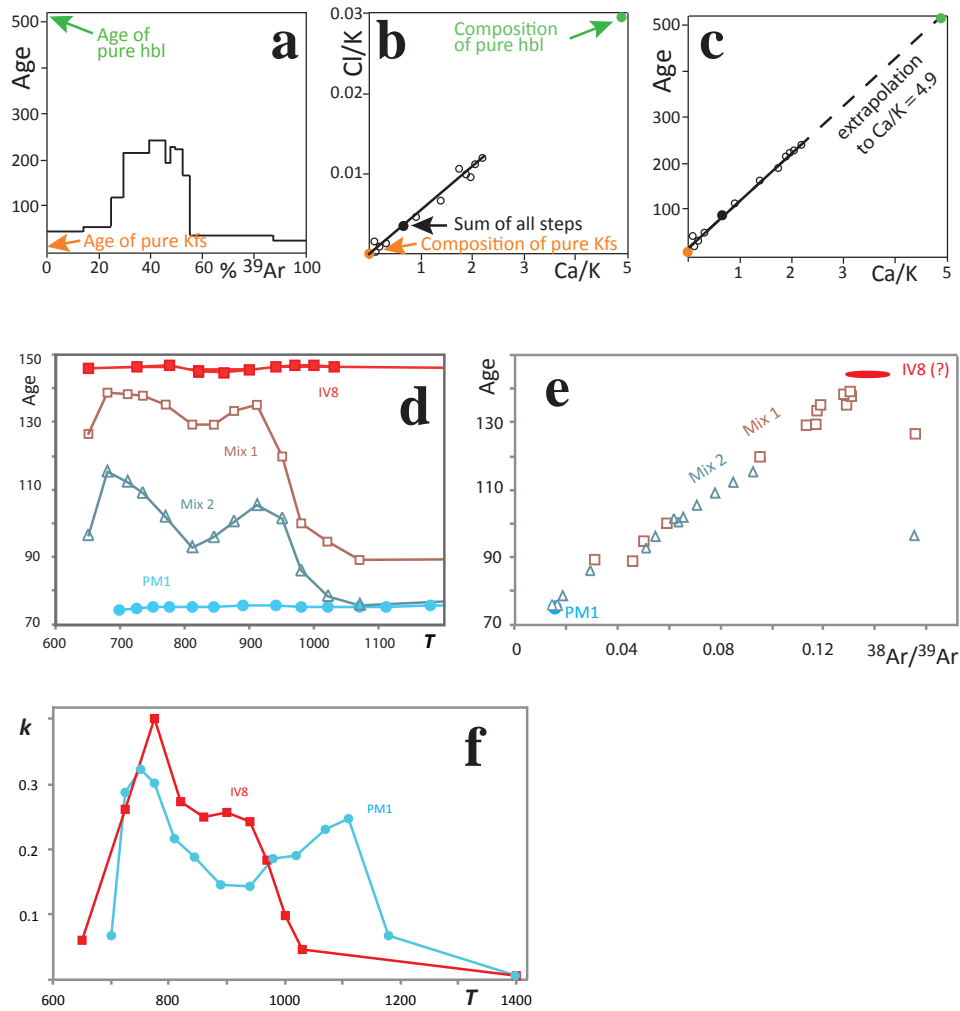 500
400
300
200
100
0
20
40
60
80
100
Age
% ³⁹Ar
Age of
pure hbl
Age of pure Kfs
a
0.03
0.02
0.01
Cl/K
b
Composition
of pure hbl
Sum of all steps
Composition of pure Kfs
1
2
3
4
5
Ca/K
500
400
300
200
100
Age
c
extrapolation
to Ca/K = 4.9
1
2
3
4
5
Ca/K
150
130
110
90
70
Age
d
IV8
Mix 1
Mix 2
PM1
600
700
800
900
1000
1100
T
150
130
110
90
70
Age
e
IV8 (?)
Mix 1
Mix 2
PM1
0
0.04
0.08
0.12
³⁸Ar/³⁹Ar
k
f
0.3
0.2
0.1
IV8
PM1
600
800
1000
1200
1400
T